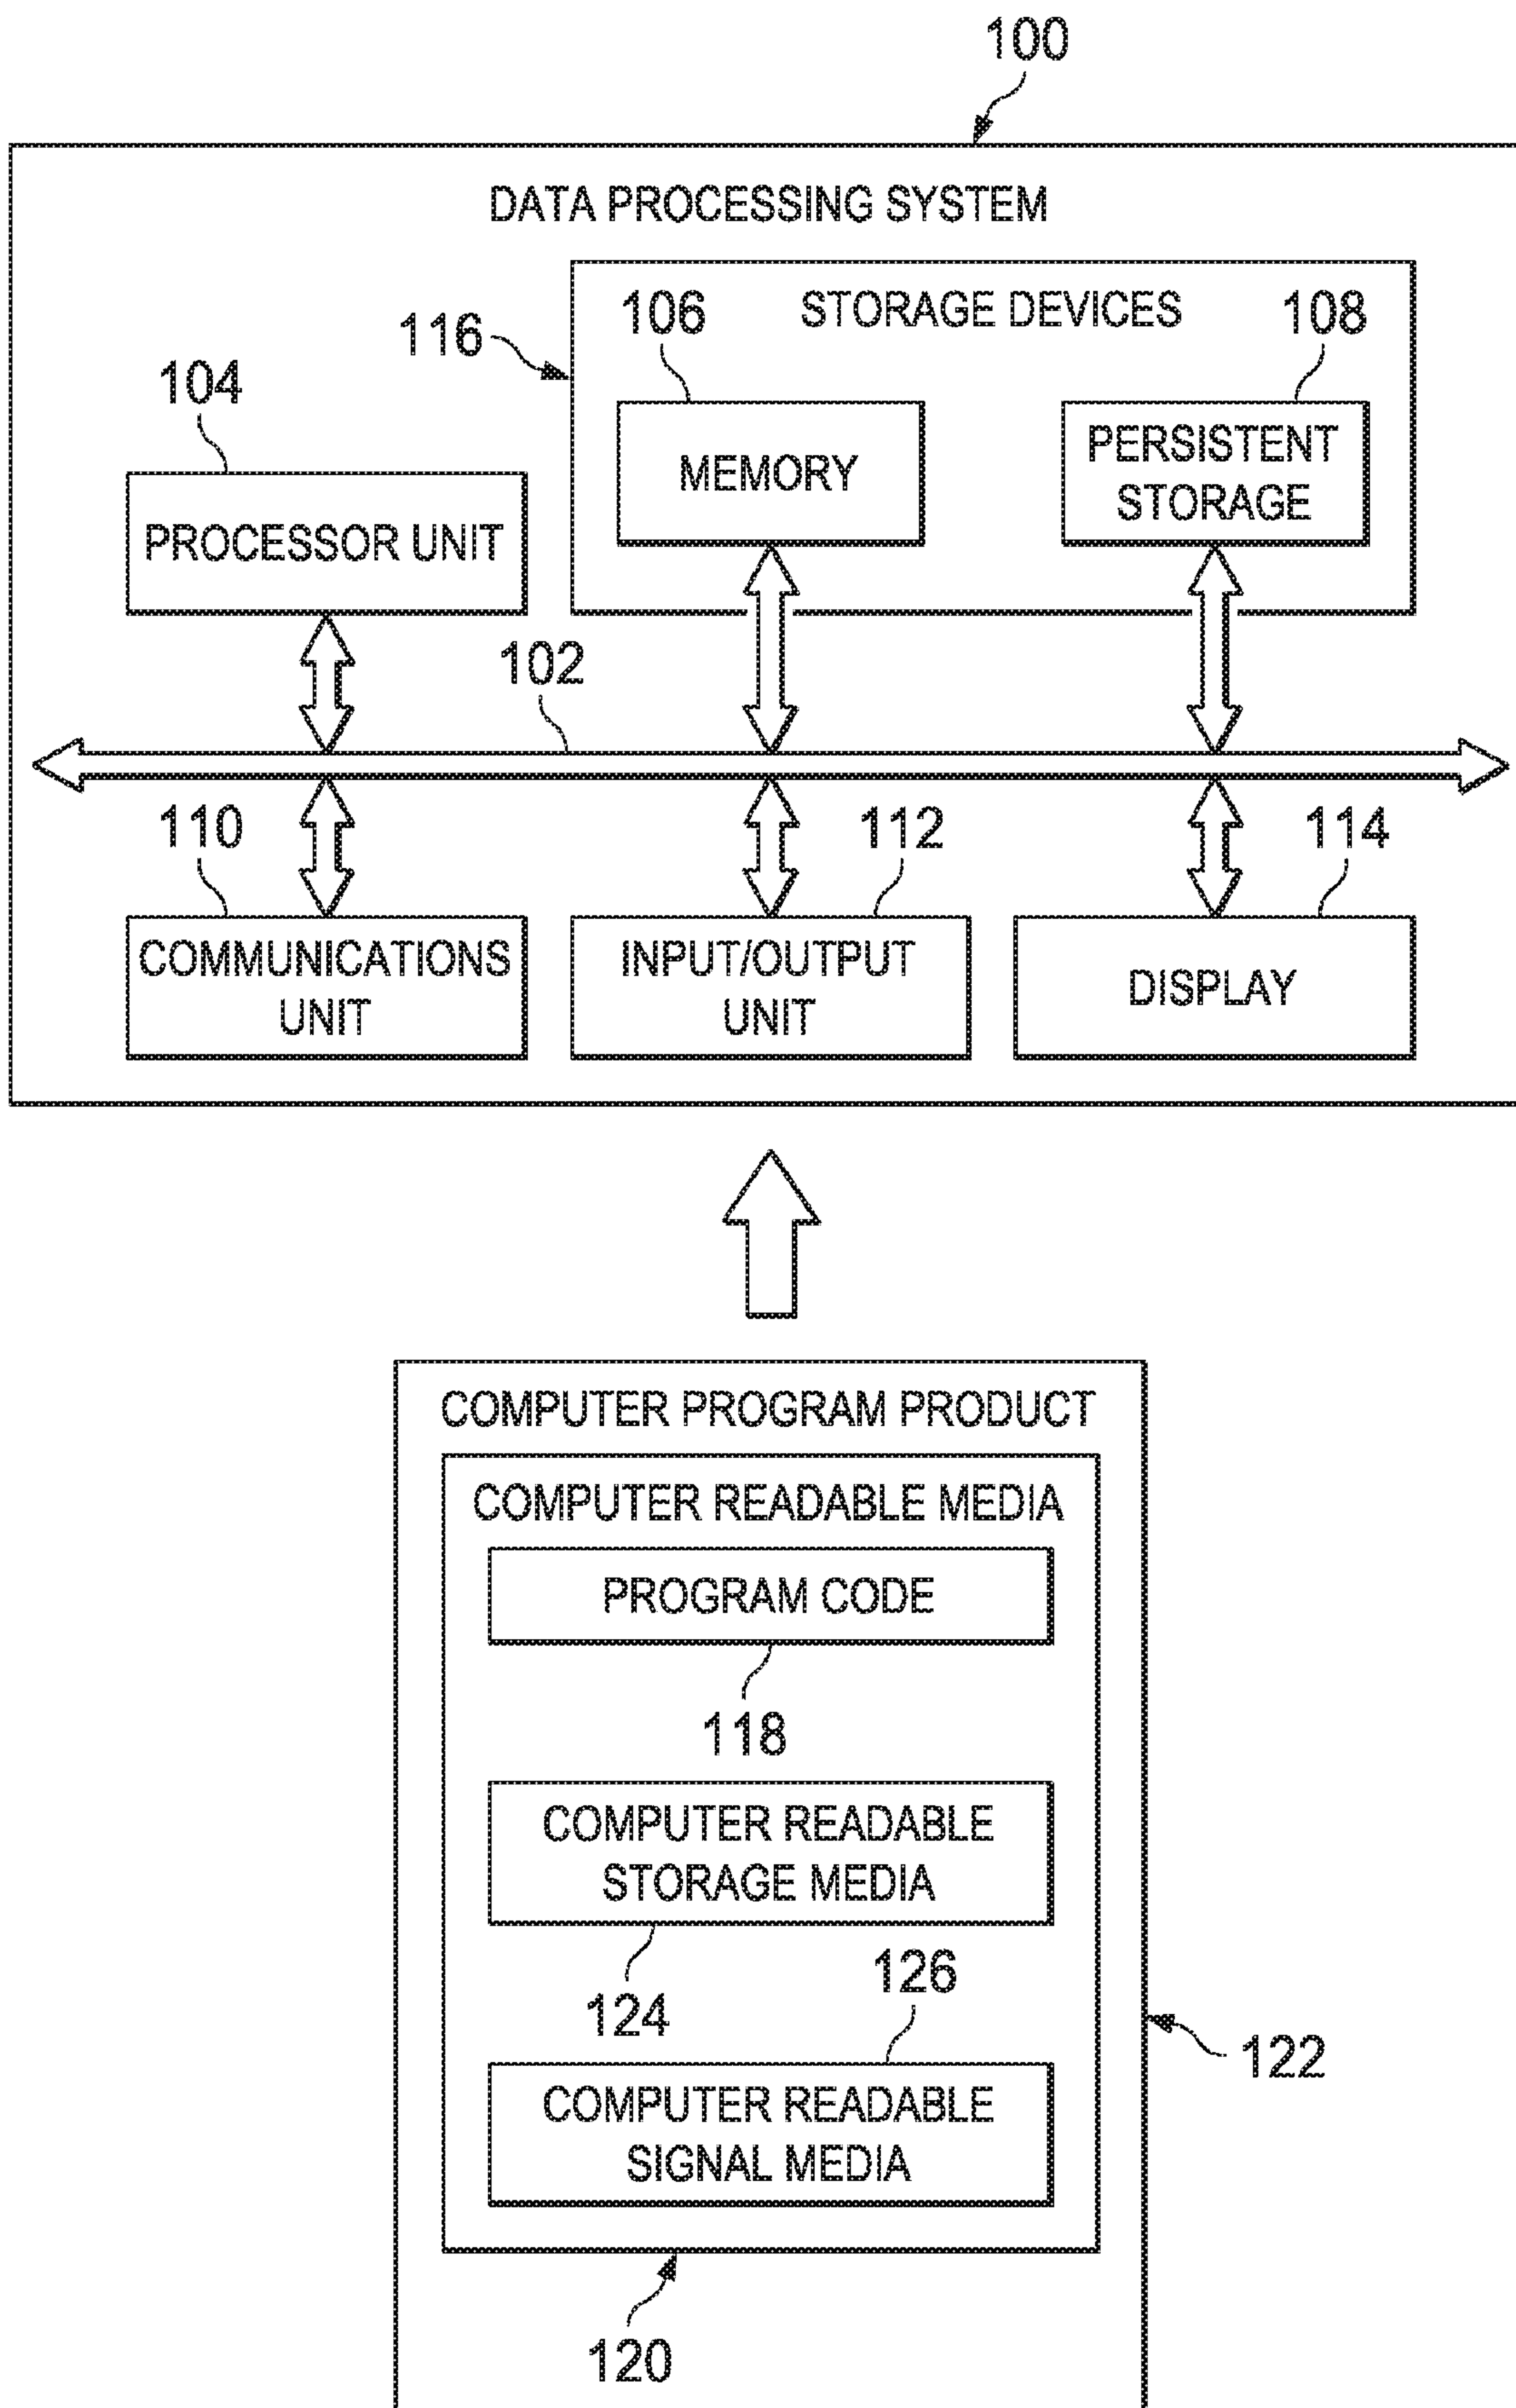 100
DATA PROCESSING SYSTEM
116
106
STORAGE DEVICES
108
104
MEMORY
PERSISTENT
STORAGE
PROCESSOR UNIT
102
110
112
114
COMMUNICATIONS
UNIT
INPUT/OUTPUT
UNIT
DISPLAY
COMPUTER PROGRAM PRODUCT
COMPUTER READABLE MEDIA
PROGRAM CODE
118
COMPUTER READABLE
STORAGE MEDIA
124
126
COMPUTER READABLE
SIGNAL MEDIA
122
120